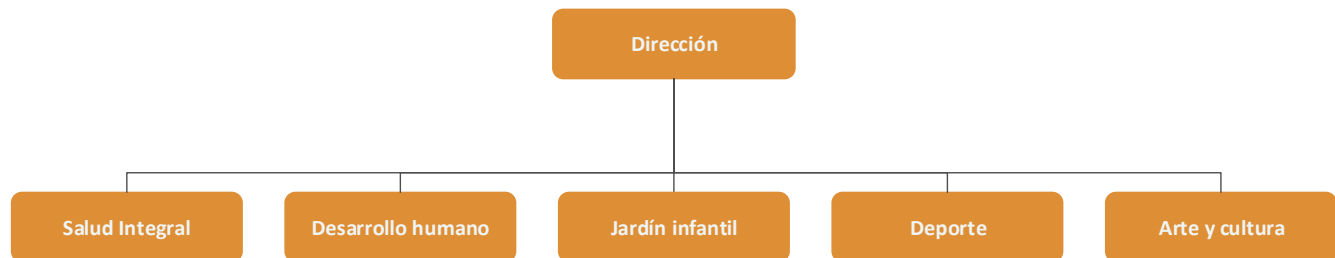 Dirección
Salud Integral
Desarrollo humano
Jardín infantil
Deporte
Arte y cultura